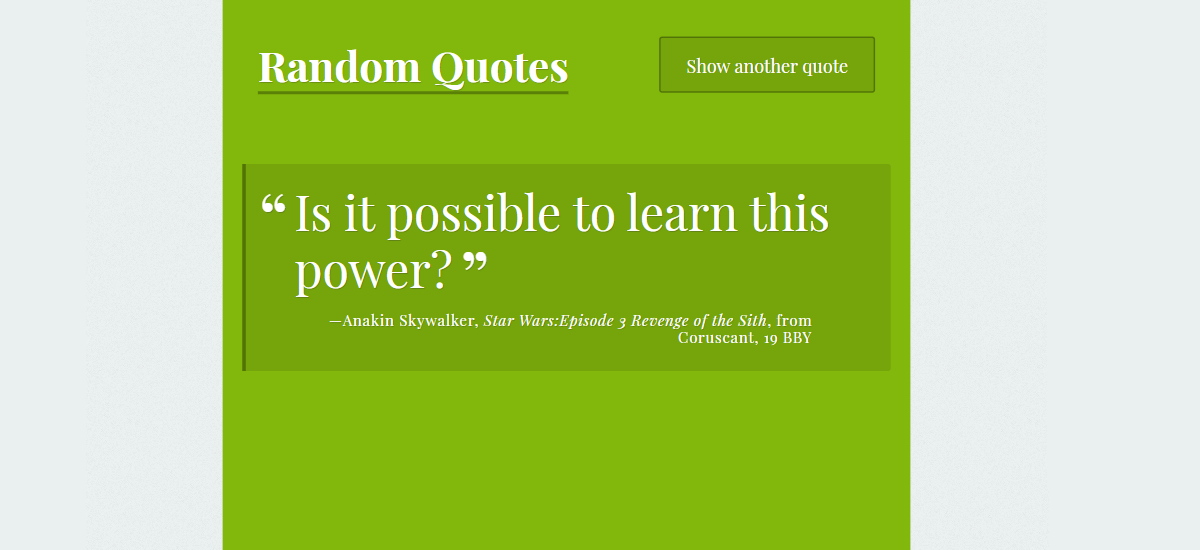 Random Quotes
Show another quote
“ Is it possible to learn this
power? ”
—Anakin Skywalker, Star Wars:Episode 3 Revenge of the Sith, from
Coruscant, 19 BBY